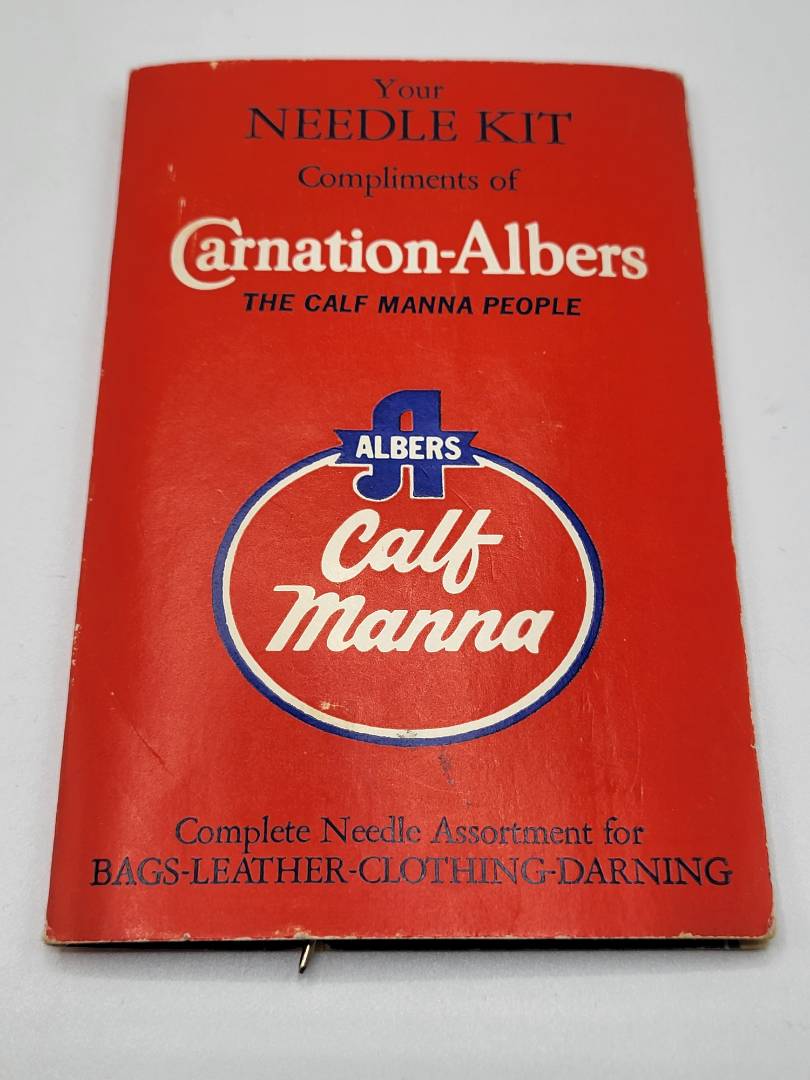 Your
NEEDLE KIT
Compliments of
Carnation-Albers
THE CALF MANNA PEOPLE
A
ALBERS
Calf
Manna
Complete Needle Assortment for
BAGS-LEATHER-CLOTHING-DARNING